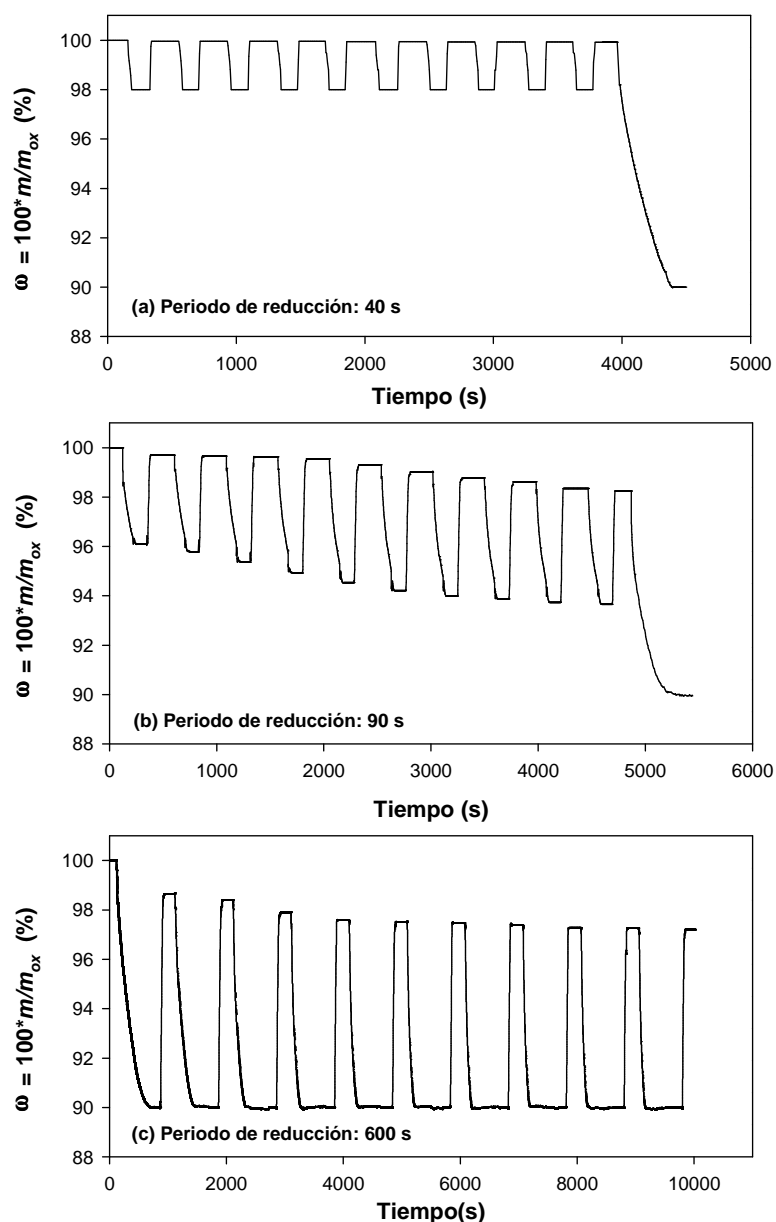 100
98
96
94
92
90
88
ω = 100*m/mox (%)
(a) Periodo de reducción: 40 s
0 1000 2000 3000 4000 5000
Tiempo (s)
100
98
96
94
92
90
88
ω = 100*m/mox (%)
(b) Periodo de reducción: 90 s
0 1000 2000 3000 4000 5000 6000
Tiempo (s)
100
98
96
94
92
90
88
ω = 100*m/mox (%)
(c) Periodo de reducción: 600 s
0 2000 4000 6000 8000 10000
Tiempo(s)